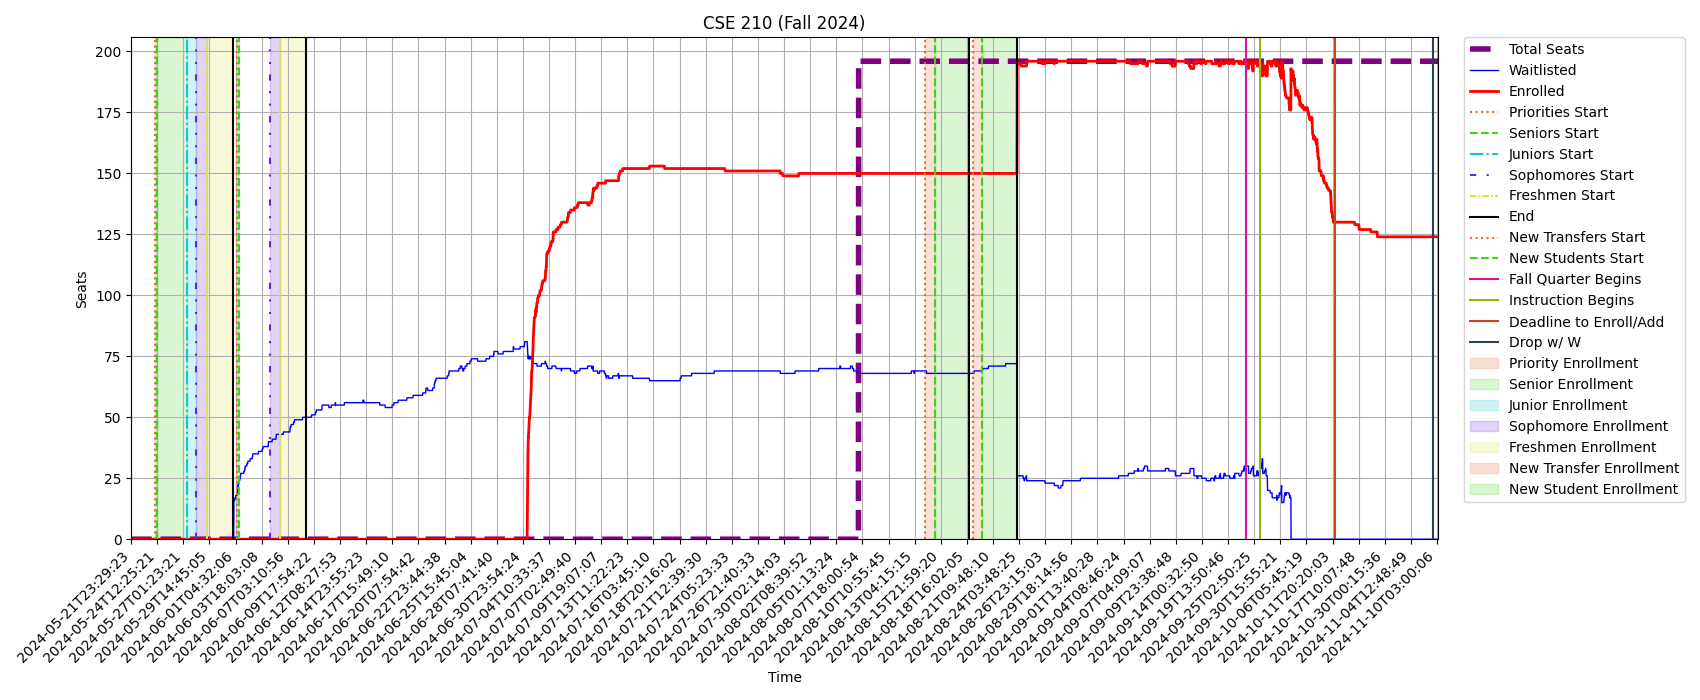 CSE 210 (Fall 2024)
Seats
200
175
150
125
100
75
50
25
0
2024-05-21T23:29:23
2024-05-24T12:25:21
2024-05-27T01:23:21
2024-05-29T14:45:05
2024-06-01T04:32:06
2024-06-03T18:03:08
2024-06-07T03:10:56
2024-06-09T17:54:22
2024-06-12T08:27:53
2024-06-14T23:55:23
2024-06-17T15:49:10
2024-06-20T07:54:42
2024-06-22T23:44:38
2024-06-25T15:45:04
2024-06-28T07:41:40
2024-06-30T23:54:24
2024-07-04T10:33:37
2024-07-07T02:49:40
2024-07-09T19:07:07
2024-07-13T11:22:23
2024-07-16T03:45:10
2024-07-18T20:16:02
2024-07-21T12:39:30
2024-07-24T05:23:33
2024-07-26T21:40:33
2024-07-30T02:14:03
2024-08-02T08:39:52
2024-08-05T01:13:24
2024-08-07T18:00:54
2024-08-10T10:55:45
2024-08-13T04:15:15
2024-08-15T21:59:20
2024-08-18T16:02:05
2024-08-21T09:48:10
2024-08-24T03:48:25
2024-08-26T23:15:03
2024-08-29T18:14:56
2024-09-01T13:40:28
2024-09-04T08:46:24
2024-09-07T04:09:07
2024-09-09T23:38:48
2024-09-14T00:32:50
2024-09-19T13:50:46
2024-09-25T02:50:25
2024-09-30T15:55:21
2024-10-06T05:45:19
2024-10-11T20:20:03
2024-10-17T10:07:48
2024-10-30T00:15:36
2024-11-04T12:48:49
2024-11-10T03:00:06
Time
Total Seats
Waitlisted
Enrolled
Priorities Start
Seniors Start
Juniors Start
Sophomores Start
Freshmen Start
End
New Transfers Start
New Students Start
Fall Quarter Begins
Instruction Begins
Deadline to Enroll/Add
Drop w/ W
Priority Enrollment
Senior Enrollment
Junior Enrollment
Sophomore Enrollment
Freshmen Enrollment
New Transfer Enrollment
New Student Enrollment